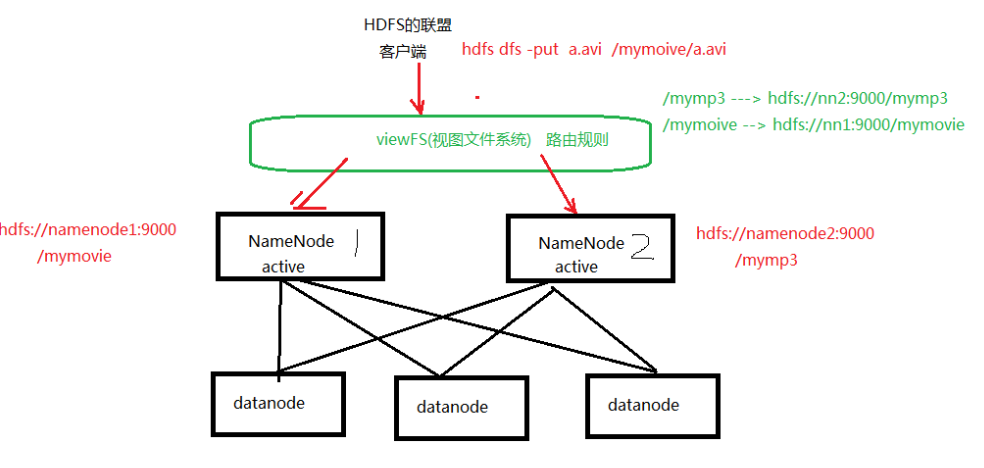 HDFS的联盟
客户端
hdfs dfs -put a.avi /mymoive/a.avi
/mymp3 ---> hdfs://nn2:9000/mymp3
/mymoive --> hdfs://nn1:9000/mymovie
viewFS(视图文件系统) 路由规则
hdfs://namenode1:9000
/mymovie
NameNode 1
active
NameNode 2
active
hdfs://namenode2:9000
/mymp3
datanode
datanode
datanode